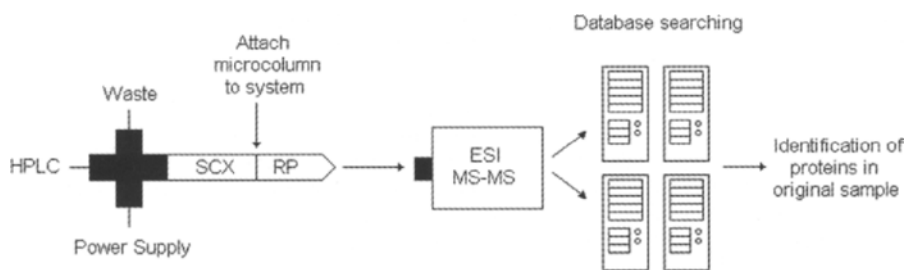 Database searching
Attach
microcolumn
to system
Waste
HPLC
SCX
RP
Power Supply
ESI
MS-MS
Identification of
proteins in
original sample